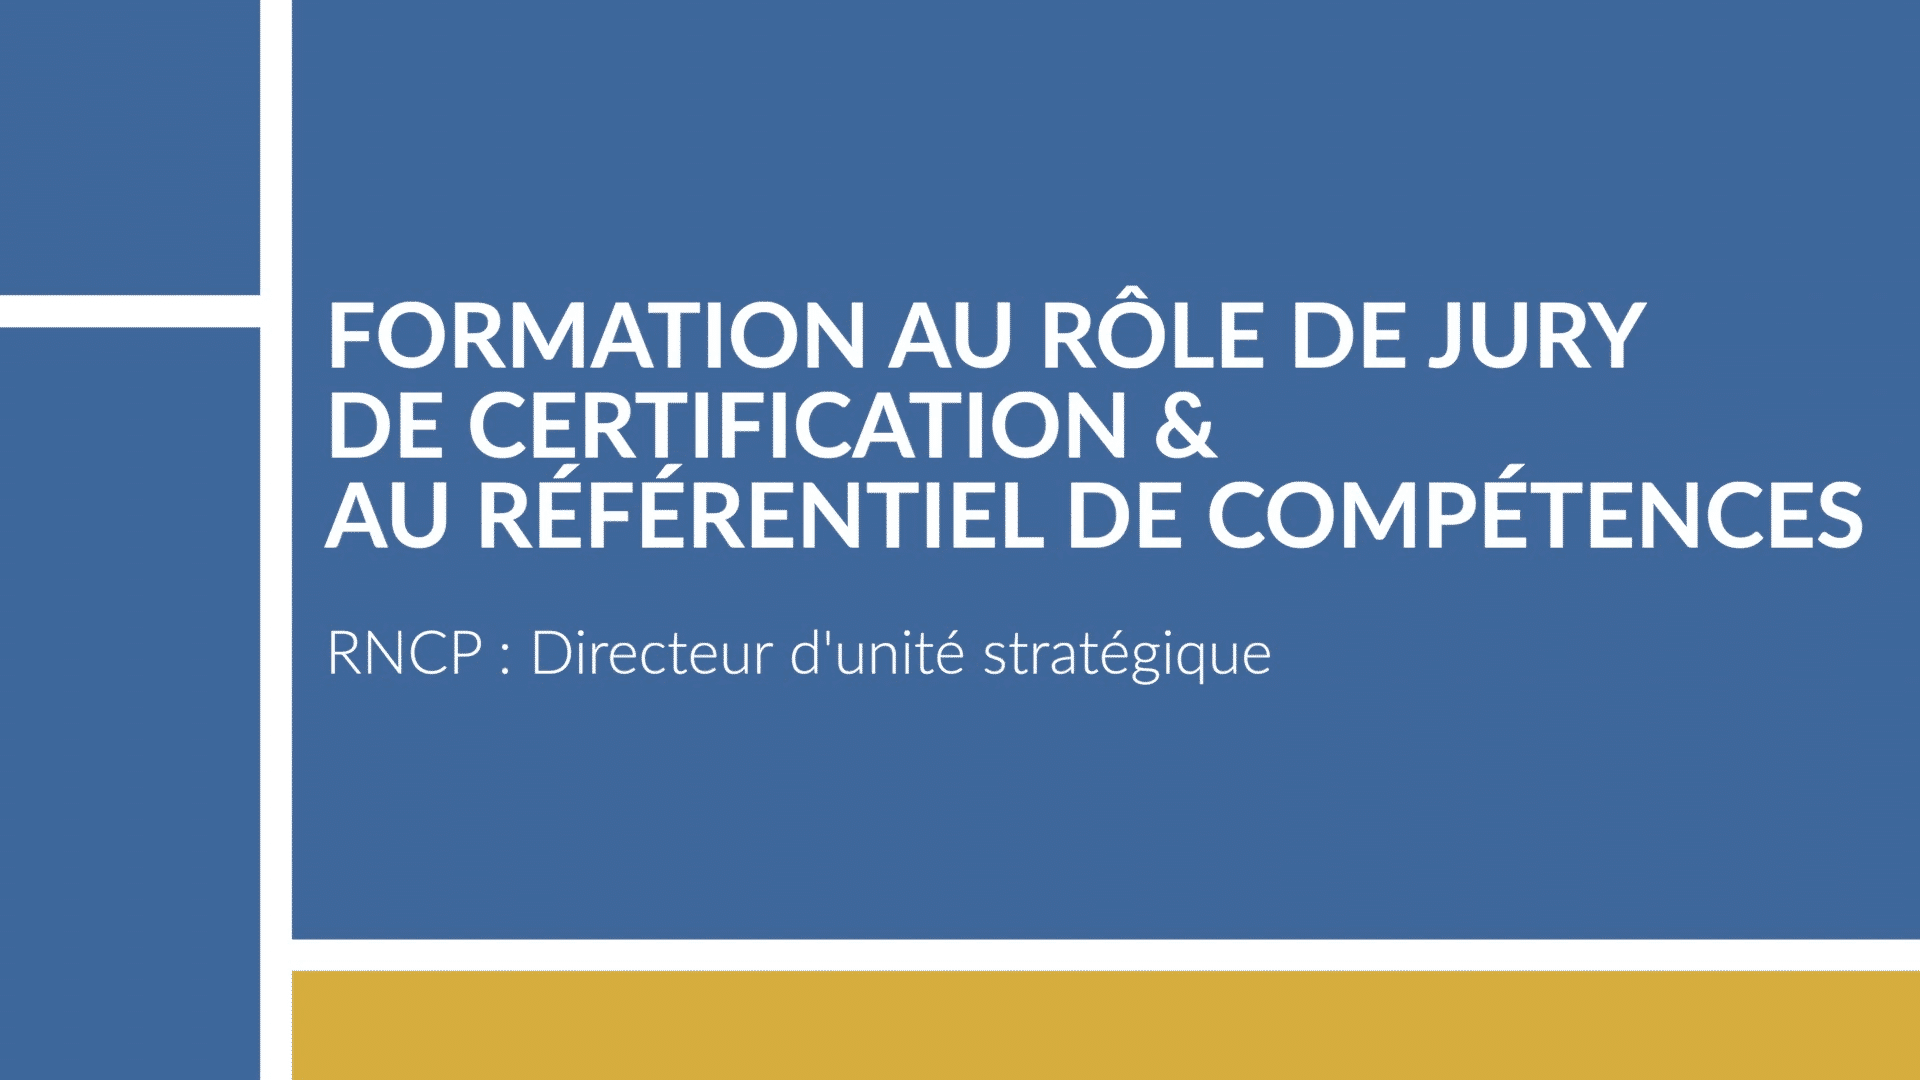 FORMATION AU RÔLE DE JURY
DE CERTIFICATION &
AU RÉFÉRENTIEL DE COMPÉTENCES
RNCP : Directeur d'unité stratégique